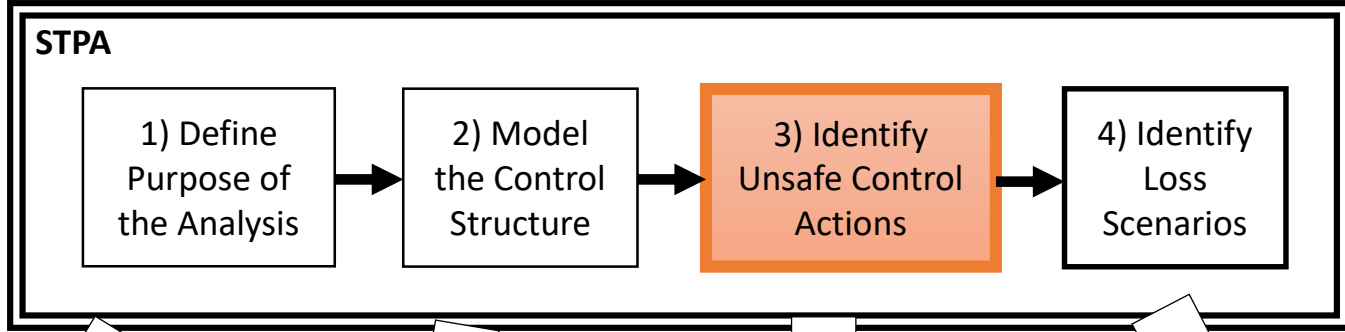 STPA
1) Define
Purpose of
the Analysis
2) Model
the Control
Structure
3) Identify
Unsafe Control
Actions
4) Identify
Loss
Scenarios